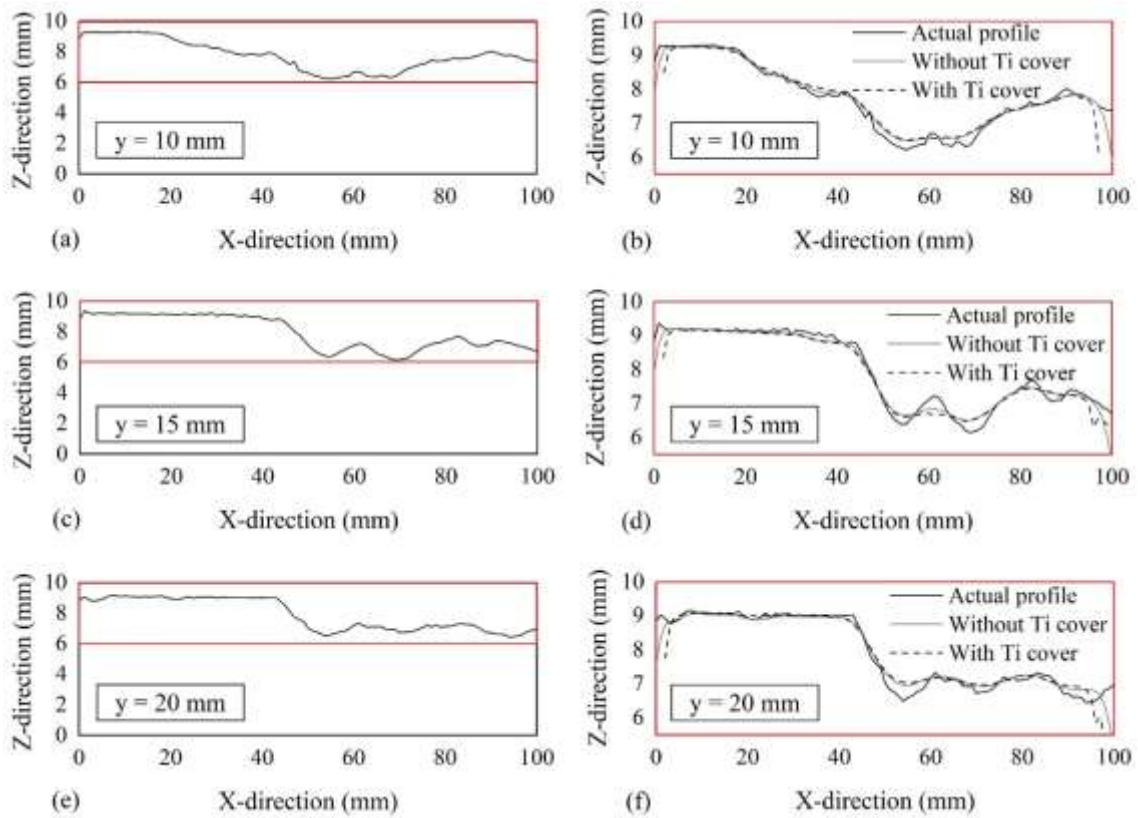 Z-direction (mm)
10
8
6
4
2
0
y = 10 mm
0 20 40 60 80 100
(a)
X-direction (mm)
Z-direction (mm)
10
9
8
7
6
Actual profile
Without Ti cover
With Ti cover
y = 10 mm
0 20 40 60 80 100
(b)
X-direction (mm)
Z-direction (mm)
10
8
6
4
2
0
y = 15 mm
0 20 40 60 80 100
(c)
X-direction (mm)
Z-direction (mm)
10
9
8
7
6
Actual profile
Without Ti cover
With Ti cover
y = 15 mm
0 20 40 60 80 100
(d)
X-direction (mm)
Z-direction (mm)
10
8
6
4
2
0
y = 20 mm
0 20 40 60 80 100
(e)
X-direction (mm)
Z-direction (mm)
10
9
8
7
6
Actual profile
Without Ti cover
With Ti cover
y = 20 mm
0 20 40 60 80 100
(f)
X-direction (mm)